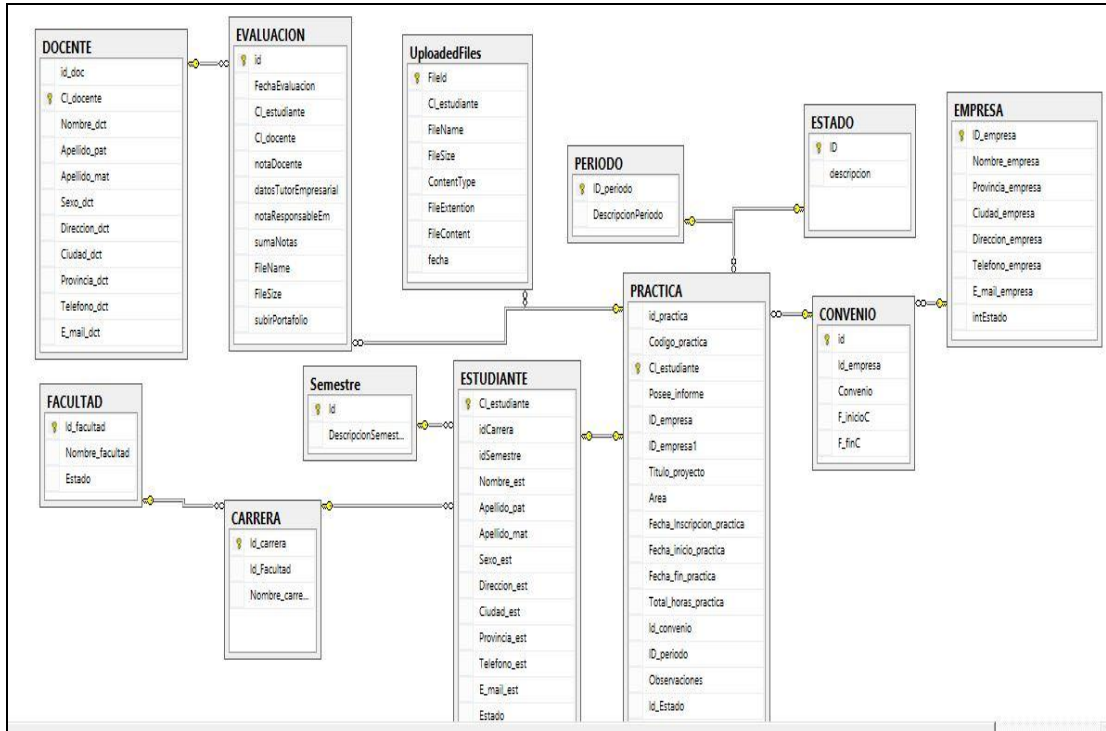 DOCENTE
id_doc
CI_docente
Nombre_dct
Apellido_pat
Apellido_mat
Sexo_dct
Direccion_dct
Ciudad_dct
Provincia_dct
Telefono_dct
E_mail_dct
EVALUACION
id
FechaEvaluacion
CI_estudiante
CI_docente
notaDocente
datosTutorEmpresarial
notaResponsableEm
sumaNotas
FileName
FileSize
subirPortafolio
UploadedFiles
FileId
CI_estudiante
FileName
FileSize
ContentType
FileExtention
FileContent
fecha
PERIODO
ID_periodo
DescripcionPeriodo
ESTADO
ID
descripcion
EMPRESA
ID_empresa
Nombre_empresa
Provincia_empresa
Ciudad_empresa
Direccion_empresa
Telefono_empresa
E_mail_empresa
intEstado
FACULTAD
Id_facultad
Nombre_facultad
Estado
Semestre
Id
DescripcionSemest...
CARRERA
Id_carrera
Id_Facultad
Nombre_carre...
ESTUDIANTE
CI_estudiante
idCarrera
idSemestre
Nombre_est
Apellido_pat
Apellido_mat
Sexo_est
Direccion_est
Ciudad_est
Provincia_est
Telefono_est
E_mail_est
Estado
PRACTICA
id_practica
Codigo_practica
CI_estudiante
Posee_informe
ID_empresa
ID_empresa1
Titulo_proyecto
Area
Fecha_Inscripcion_practica
Fecha_inicio_practica
Fecha_fin_practica
Total_horas_practica
Id_convenio
ID_periodo
Observaciones
Id_Estado
CONVENIO
id
Id_empresa
Convenio
F_inicioC
F_finC